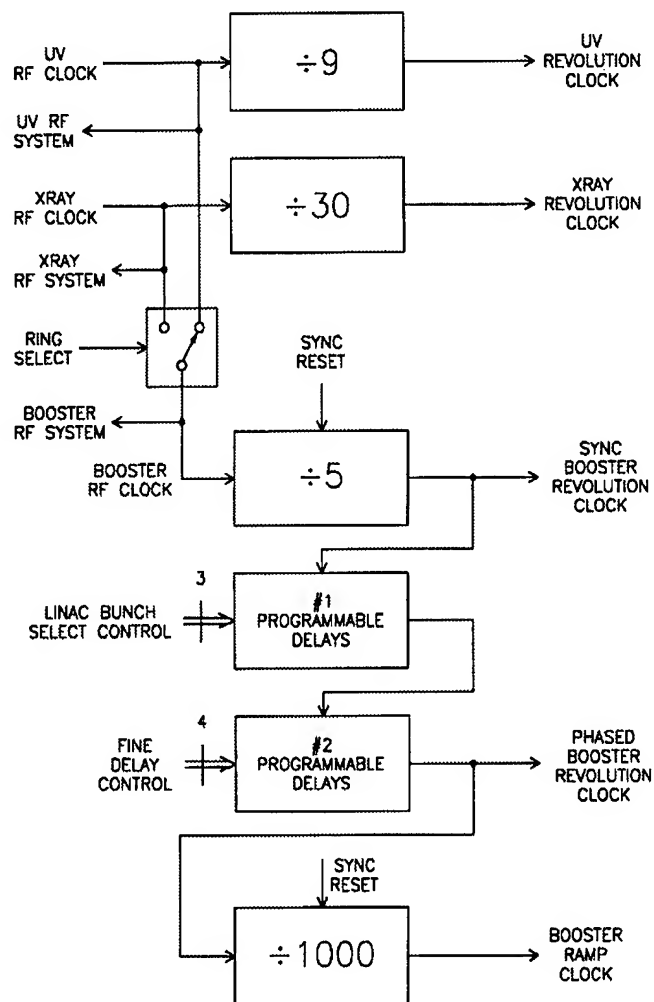 UV
RF CLOCK
÷9
UV
REVOLUTION
CLOCK
UV RF
SYSTEM
XRAY
RF CLOCK
÷30
XRAY
REVOLUTION
CLOCK
XRAY
RF SYSTEM
RING
SELECT
SYNC
RESET
BOOSTER
RF SYSTEM
BOOSTER
RF CLOCK
÷5
SYNC
BOOSTER
REVOLUTION
CLOCK
3
LINAC BUNCH
SELECT CONTROL
#1
PROGRAMMABLE
DELAYS
4
FINE
DELAY
CONTROL
#2
PROGRAMMABLE
DELAYS
PHASED
BOOSTER
REVOLUTION
CLOCK
SYNC
RESET
÷1000
BOOSTER
RAMP
CLOCK